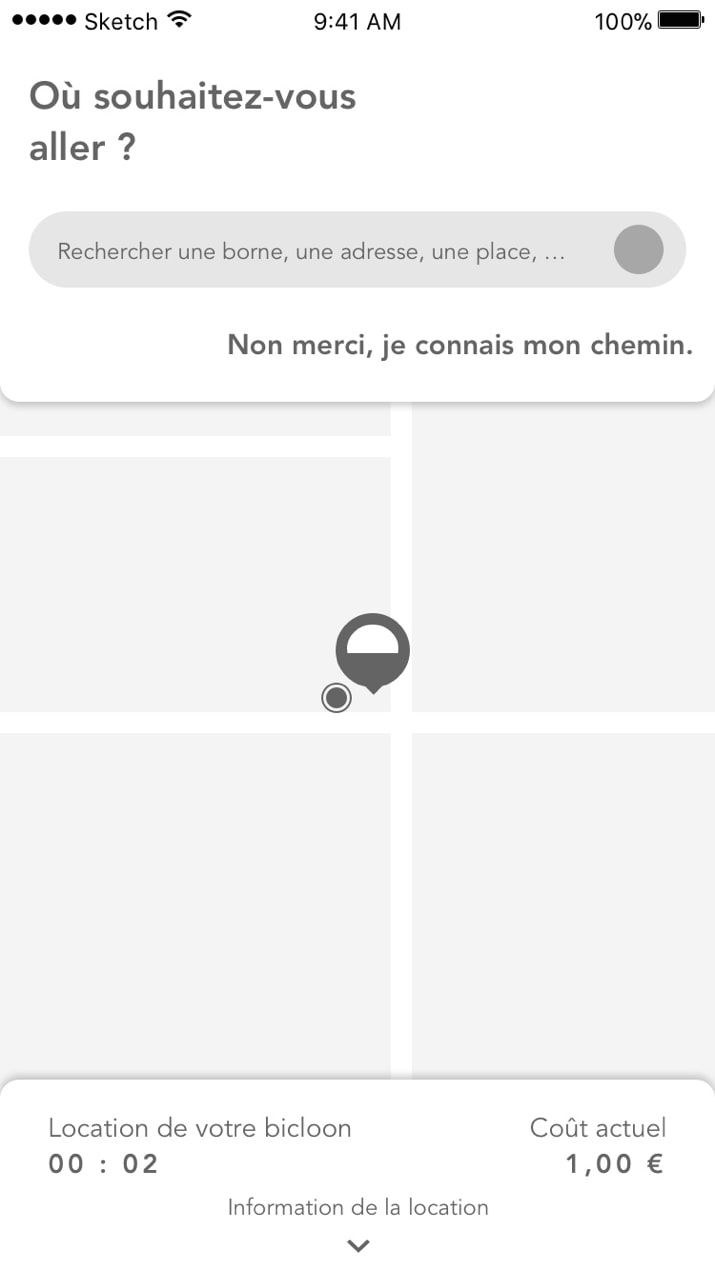 Sketch 9:41 AM 100%
Où souhaitez-vous
aller ?
Rechercher une borne, une adresse, une place, …
Non merci, je connais mon chemin.
Location de votre bicloon Coût actuel
00 : 02 1,00 €
Information de la location